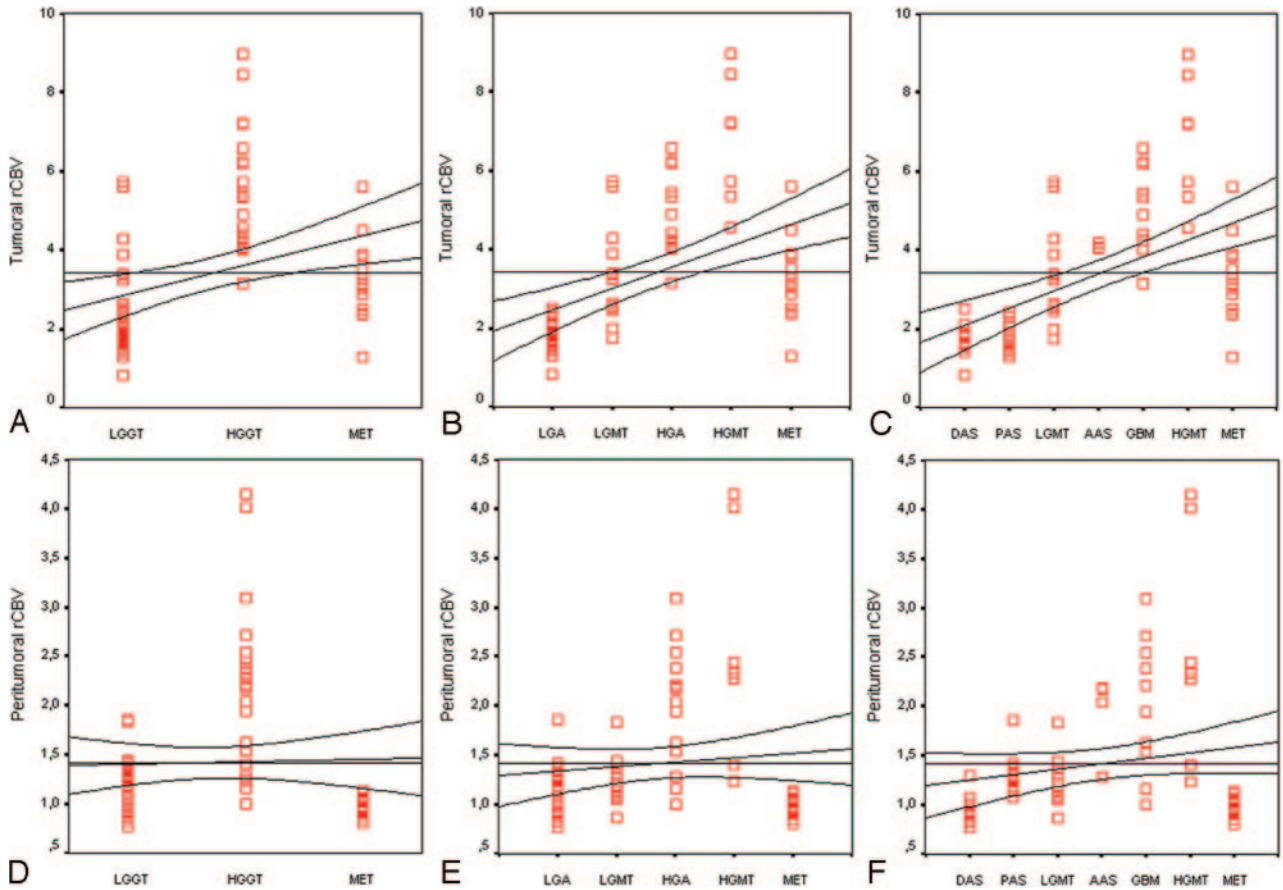 10
8
6
4
2
0
Tumoral rCBV
A
LGGT HGGT MET
10
8
6
4
2
0
Tumoral rCBV
B
LGA LGMT HGA HGMT MET
10
8
6
4
2
0
Tumoral rCBV
C
DAS PAS LGMT AAS GBM HGMT MET
4,5
4,0
3,5
3,0
2,5
2,0
1,5
1,0
,5
Peritumoral rCBV
D
LGGT HGGT MET
4,5
4,0
3,5
3,0
2,5
2,0
1,5
1,0
,5
Peritumoral rCBV
E
LGA LGMT HGA HGMT MET
4,5
4,0
3,5
3,0
2,5
2,0
1,5
1,0
,5
Peritumoral rCBV
F
DAS PAS LGMT AAS GBM HGMT MET